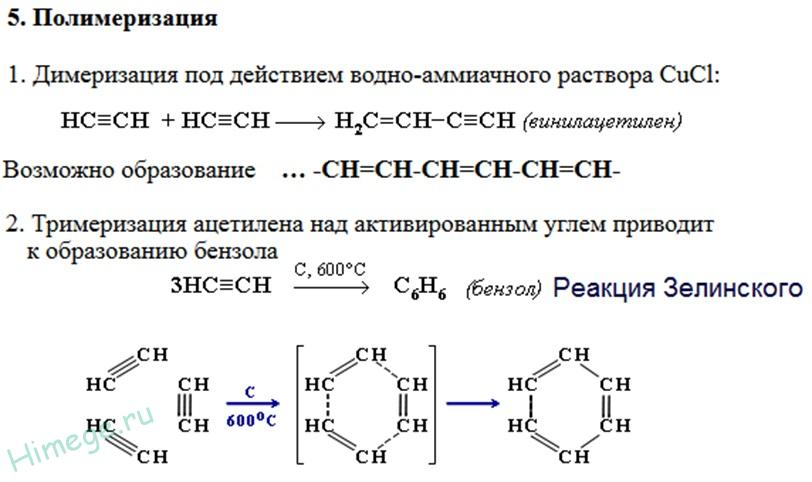 5. Полимеризация
1. Димеризация под действием водно-аммиачного раствора CuCl:
HC≡CH + HC≡CH ⟶ H₂C=CH–C≡CH (винилацетилен)
Возможно образование ... -CH=CH-CH=CH-CH=CH-
2. Тримеризация ацетилена над активированным углем приводит
к образованию бензола
3HC≡CH C, 600°C ⟶ C₆H₆ (бензол) Реакция Зелинского
CH CH CH
HC CH HC CH HC CH
C
600°C
HC CH HC CH HC CH
CH CH CH
Himege.ru